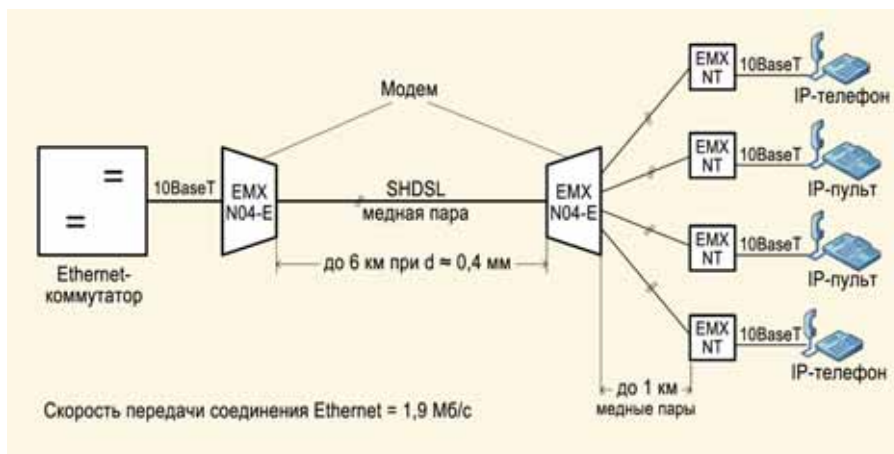 Модем
EMX
NT
10BaseT
IP-телефон
EMX
NT
10BaseT
IP-пульт
10BaseT
EMX
N04-E
SHDSL
медная пара
EMX
N04-E
до 6 км при d ≈ 0,4 мм
Ethernet-
коммутатор
EMX
NT
10BaseT
IP-пульт
EMX
NT
10BaseT
IP-телефон
до 1 км
медные пары
Скорость передачи соединения Ethernet = 1,9 Мб/с